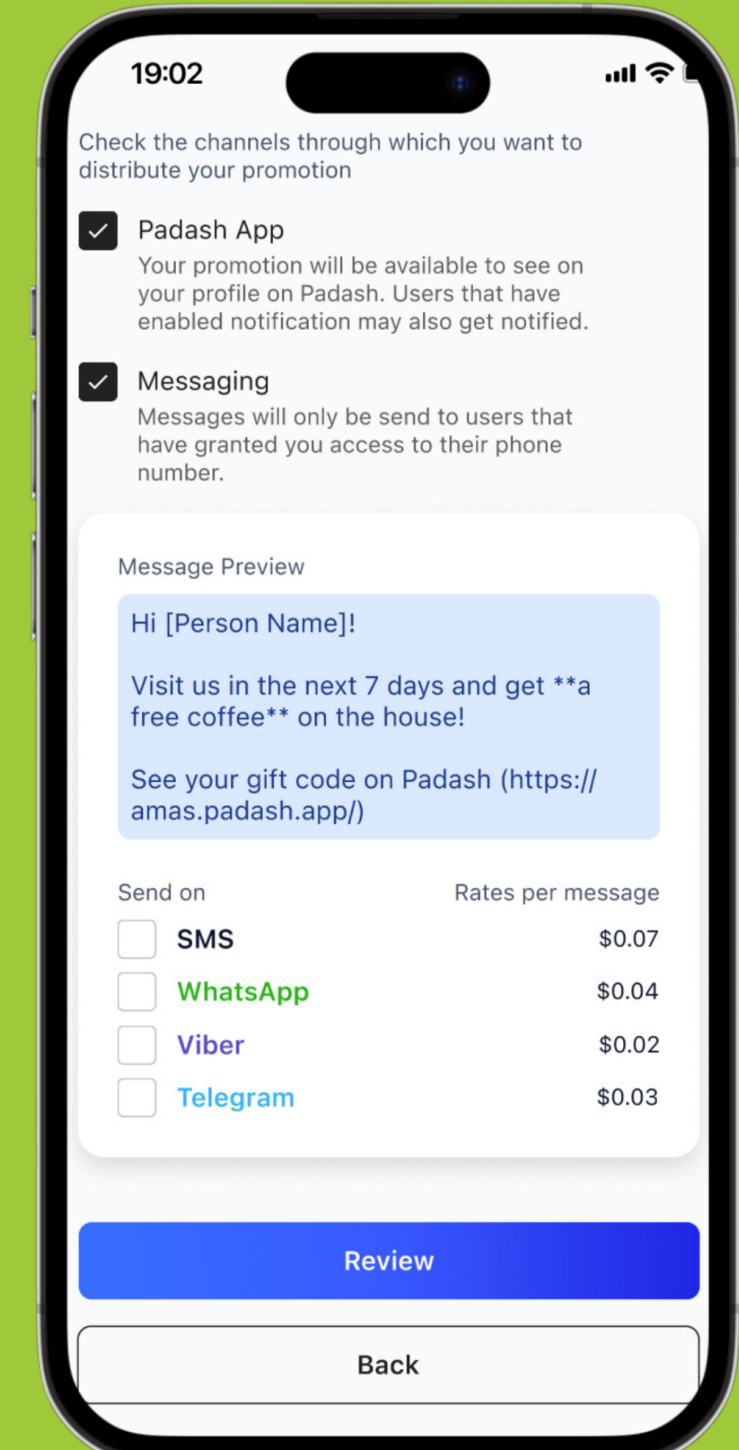 19:02
Check the channels through which you want to
distribute your promotion
Padash App
Your promotion will be available to see on
your profile on Padash. Users that have
enabled notification may also get notified.
Messaging
Messages will only be send to users that
have granted you access to their phone
number.
Message Preview
Hi [Person Name]!
Visit us in the next 7 days and get **a
free coffee** on the house!
See your gift code on Padash (https://
amas.padash.app/)
Send on Rates per message
SMS $0.07
WhatsApp $0.04
Viber $0.02
Telegram $0.03
Review
Back